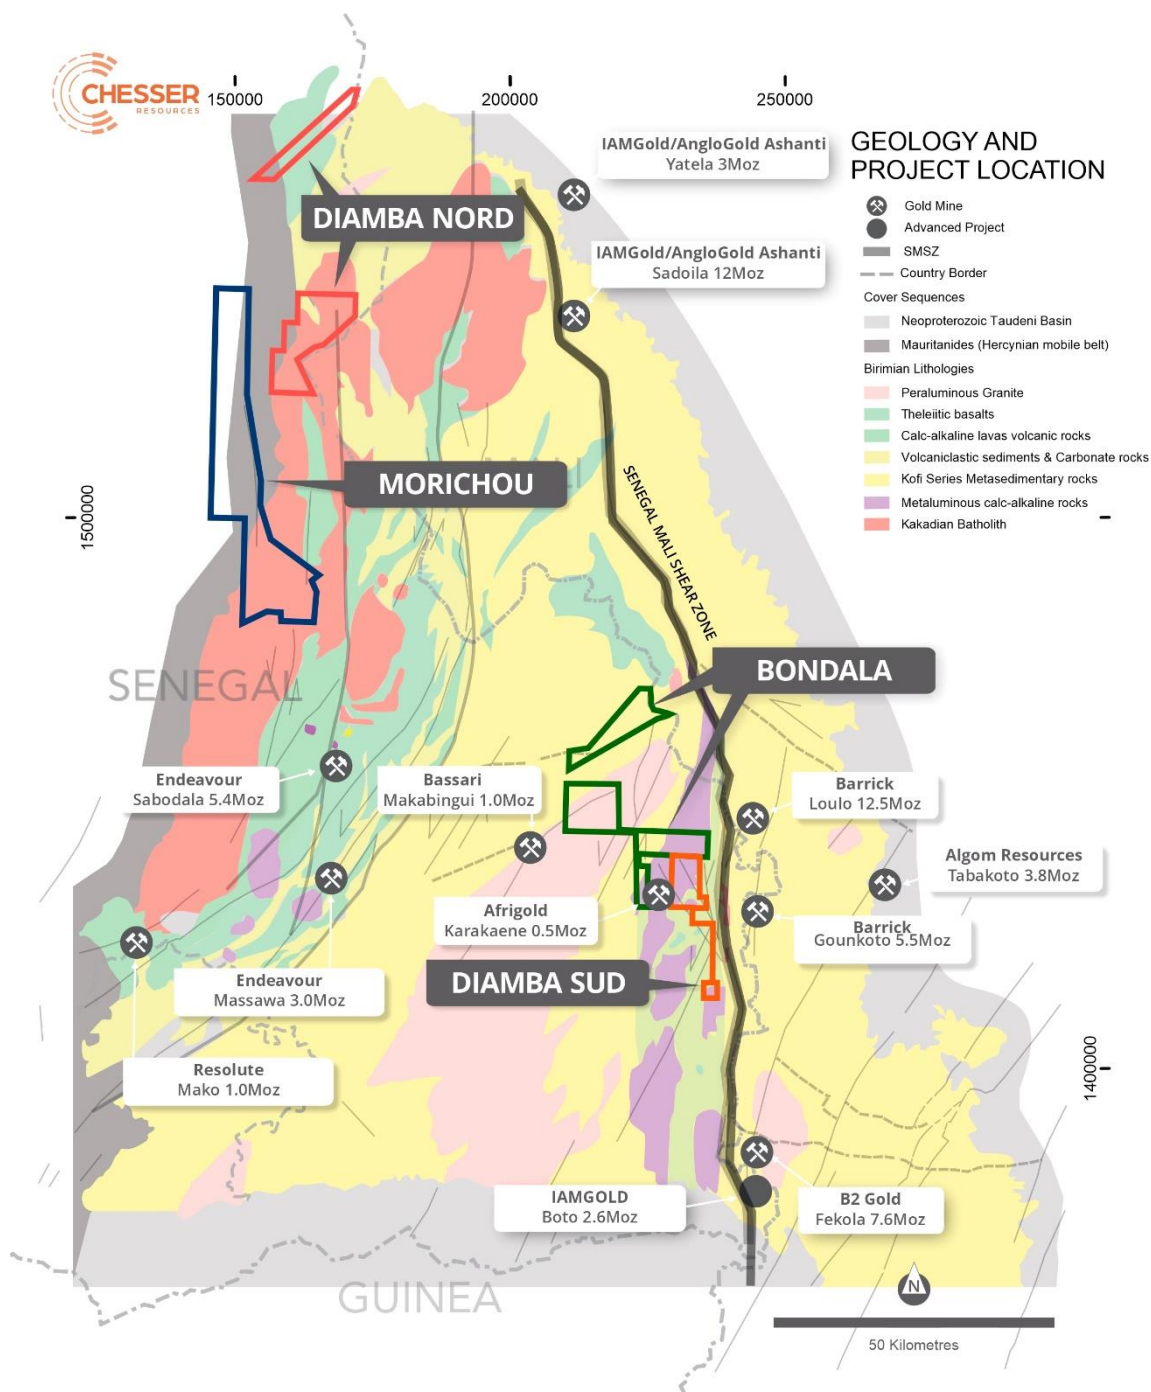 CHESSER
RESOURCES
150000
200000
250000
GEOLOGY AND
PROJECT LOCATION
Gold Mine
Advanced Project
SMSZ
Country Border
Cover Sequences
Neoproterozoic Taudeni Basin
Mauritanides (Hercynian mobile belt)
Birimian Lithologies
Peraluminous Granite
Theleiitic basalts
Calc-alkaline lavas volcanic rocks
Volcaniclastic sediments & Carbonate rocks
Kofi Series Metasedimentary rocks
Metaluminous calc-alkaline rocks
Kakadian Batholith
IAMGold/AngloGold Ashanti
Yatela 3Moz
DIAMBA NORD
IAMGold/AngloGold Ashanti
Sadoila 12Moz
MALI
MORICHOU
1500000
SENEGAL MALI SHEAR ZONE
SENEGAL
BONDALA
Endeavour
Sabodala 5.4Moz
Bassari
Makabingui 1.0Moz
Barrick
Loulo 12.5Moz
Algom Resources
Tabakoto 3.8Moz
Afrigold
Karakaene 0.5Moz
Barrick
Gounkoto 5.5Moz
Endeavour
Massawa 3.0Moz
DIAMBA SUD
Resolute
Mako 1.0Moz
1400000
IAMGOLD
Boto 2.6Moz
B2 Gold
Fekola 7.6Moz
GUINEA
N
50 Kilometres